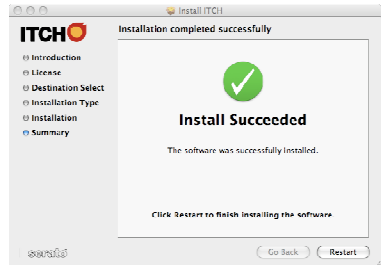 Install ITCH
ITCH
Installation completed successfully
Introduction
License
Destination Select
Installation Type
Installation
Summary
Install Succeeded
The software was successfully installed.
Click Restart to finish installing the software.
serato
Go Back
Restart